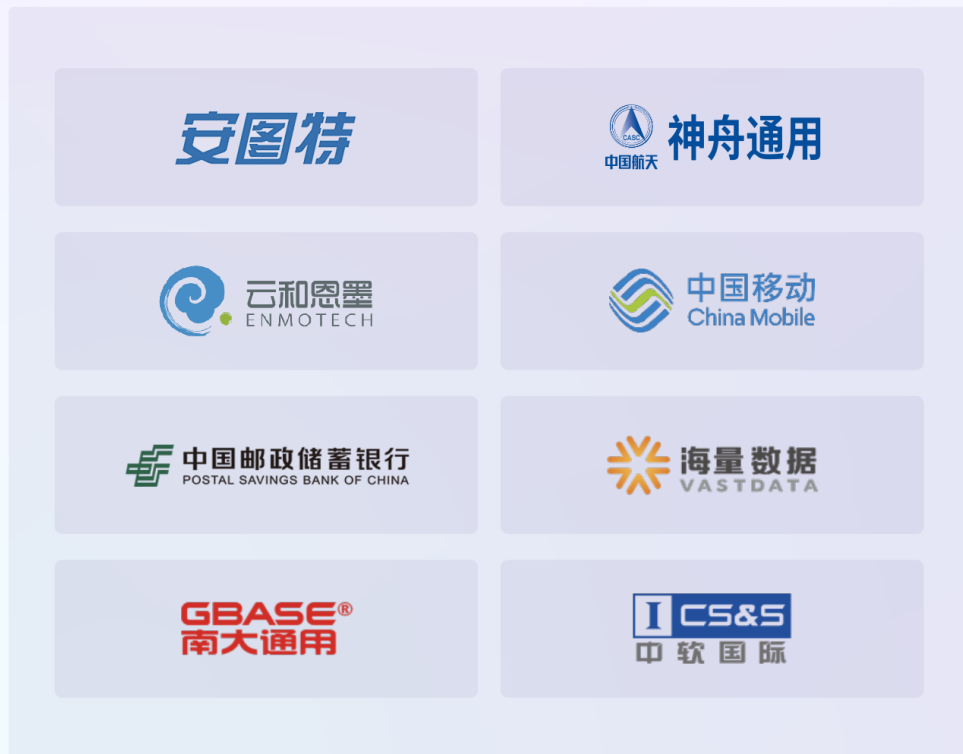 安图特
CASC
中国航天
神舟通用
云和恩墨
ENMOTECH
中国移动
China Mobile
中国邮政储蓄银行
POSTAL SAVINGS BANK OF CHINA
海量数据
VASTDATA
GBASE®
南大通用
I CS&S
中软国际